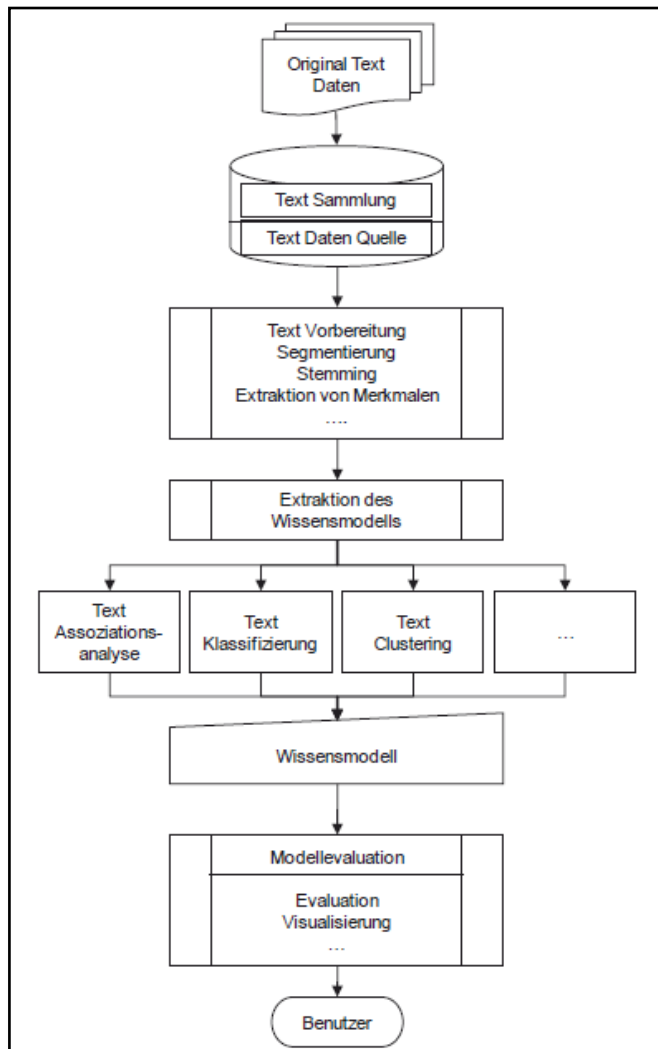 Original Text
Daten
Text Sammlung
Text Daten Quelle
Text Vorbereitung
Segmentierung
Stemming
Extraktion von Merkmalen
....
Extraktion des
Wissensmodells
Text
Assoziations-
analyse
Text
Klassifizierung
Text
Clustering
...
Wissensmodell
Modellevaluation
Evaluation
Visualisierung
...
Benutzer